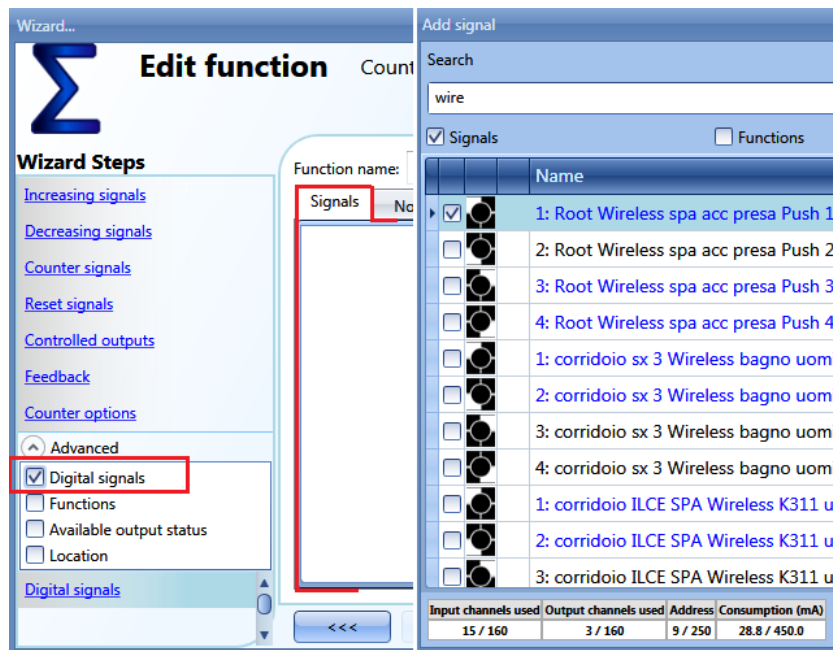 Wizard...
Edit function Count
Wizard Steps
Increasing signals
Decreasing signals
Counter signals
Reset signals
Controlled outputs
Feedback
Counter options
Advanced
Digital signals
Functions
Available output status
Location
Digital signals
Function name:
Signals No
<<<
Add signal
Search
wire
Signals Functions
Name
1: Root Wireless spa acc presa Push 1
2: Root Wireless spa acc presa Push 2
3: Root Wireless spa acc presa Push 3
4: Root Wireless spa acc presa Push 4
1: corridoio sx 3 Wireless bagno uom
2: corridoio sx 3 Wireless bagno uom
3: corridoio sx 3 Wireless bagno uom
4: corridoio sx 3 Wireless bagno uom
1: corridoio ILCE SPA Wireless K311 u
2: corridoio ILCE SPA Wireless K311 u
3: corridoio ILCE SPA Wireless K311 u
Input channels used Output channels used Address Consumption (mA)
15 / 160 3 / 160 9 / 250 28.8 / 450.0